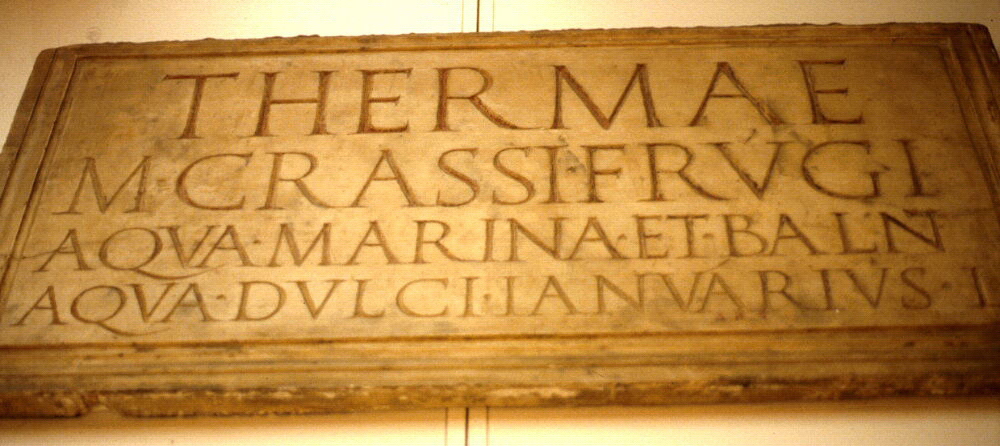 THERMAE
M·CRASSI·FRVGI
AQVA·MARINA·ET·BALN
AQVA·DVLCI·IANVARIVS·L